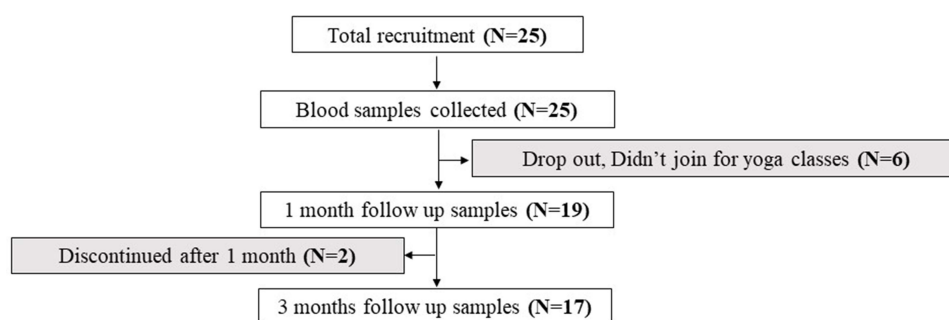 Total recruitment (N=25)
Blood samples collected (N=25)
Drop out, Didn't join for yoga classes (N=6)
1 month follow up samples (N=19)
Discontinued after 1 month (N=2)
3 months follow up samples (N=17)